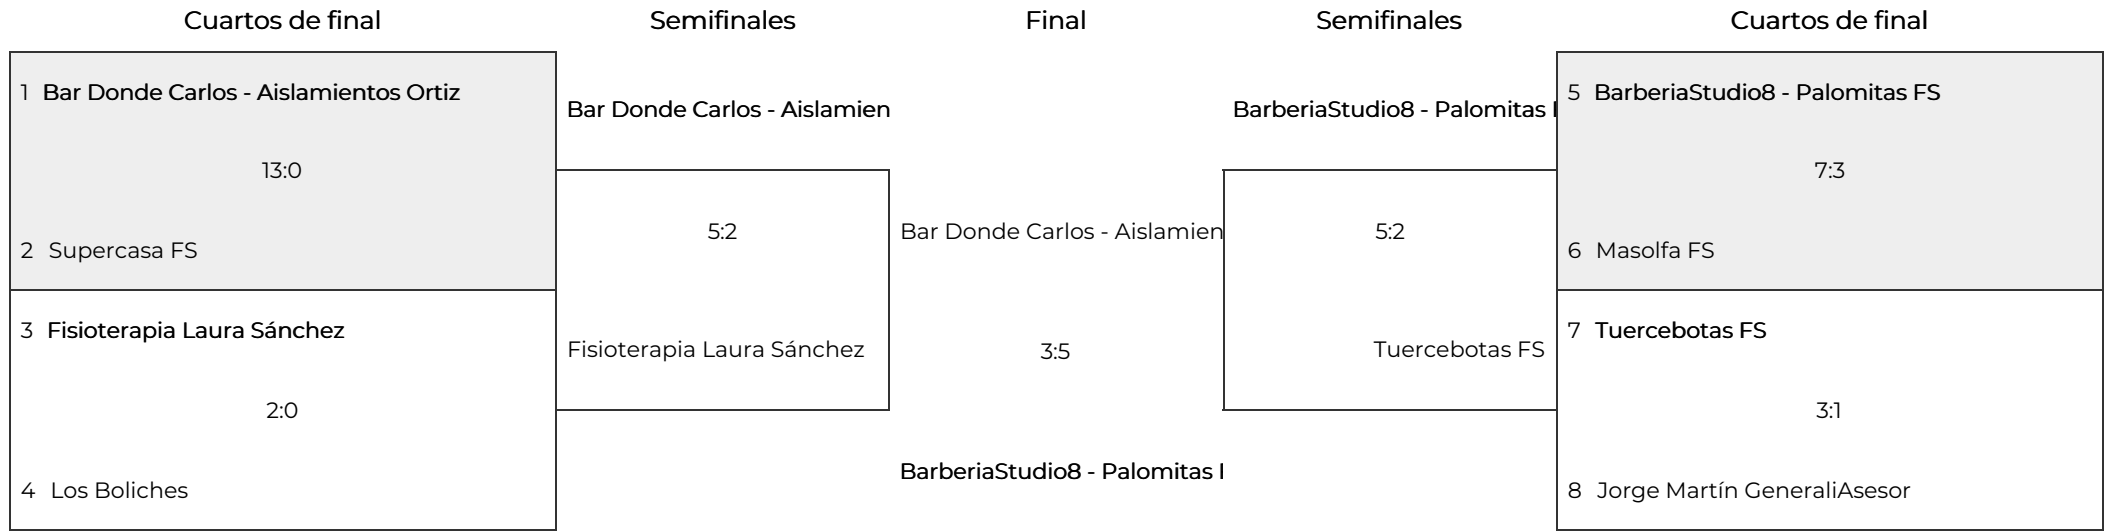 Cuartos de final
Semifinales
Final
Semifinales
Cuartos de final
1 Bar Donde Carlos - Aislamientos Ortiz
13:0
2 Supercasa FS
3 Fisioterapia Laura Sánchez
2:0
4 Los Boliches
Bar Donde Carlos - Aislamien
5:2
Fisioterapia Laura Sánchez
Bar Donde Carlos - Aislamien
3:5
BarberiaStudio8 - Palomitas
BarberiaStudio8 - Palomitas
5:2
Tuercebotas FS
5 BarberiaStudio8 - Palomitas FS
7:3
6 Masolfa FS
7 Tuercebotas FS
3:1
8 Jorge Martín GeneraliAsesor